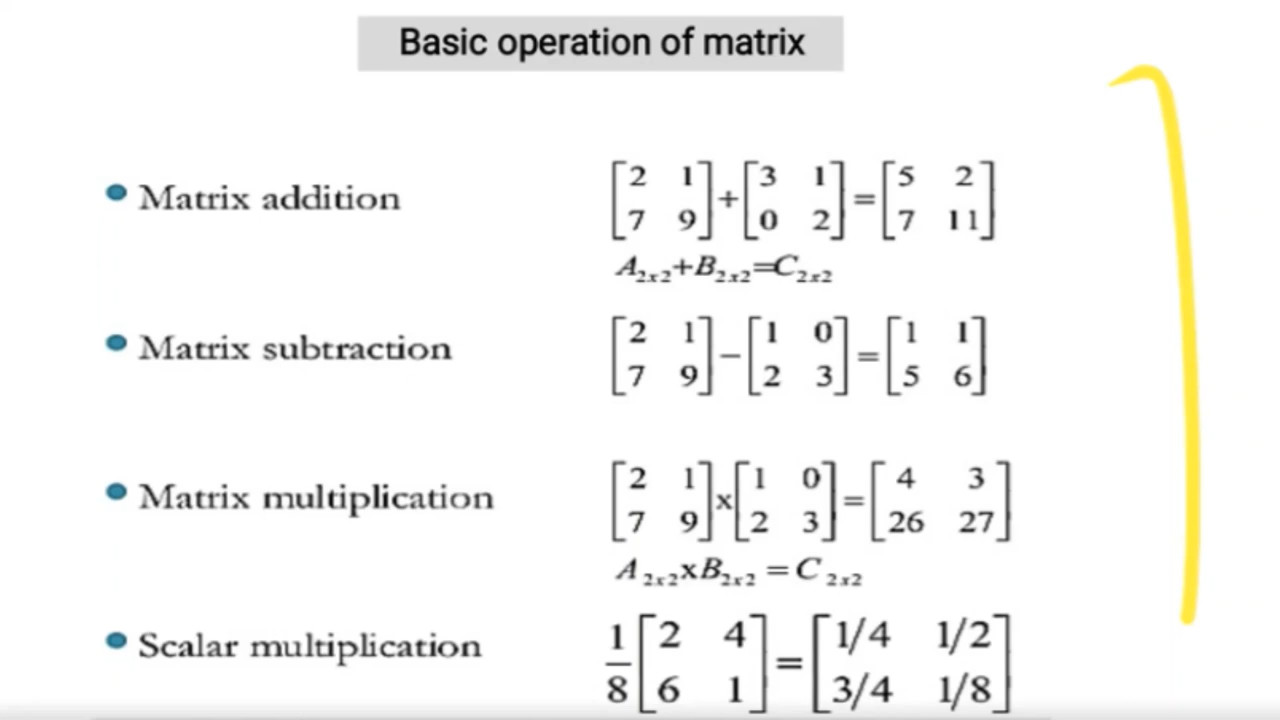 Basic operation of matrix
• Matrix addition
[2 1
7 9] + [3 1
0 2] = [5 2
7 11]
A2x2+B2x2=C2x2
• Matrix subtraction
[2 1
7 9] − [1 0
2 3] = [1 1
5 6]
• Matrix multiplication
[2 1
7 9] x [1 0
2 3] = [4 3
26 27]
A2x2xB2x2 = C2x2
• Scalar multiplication
1/8 [2 4
6 1] = [1/4 1/2
3/4 1/8]